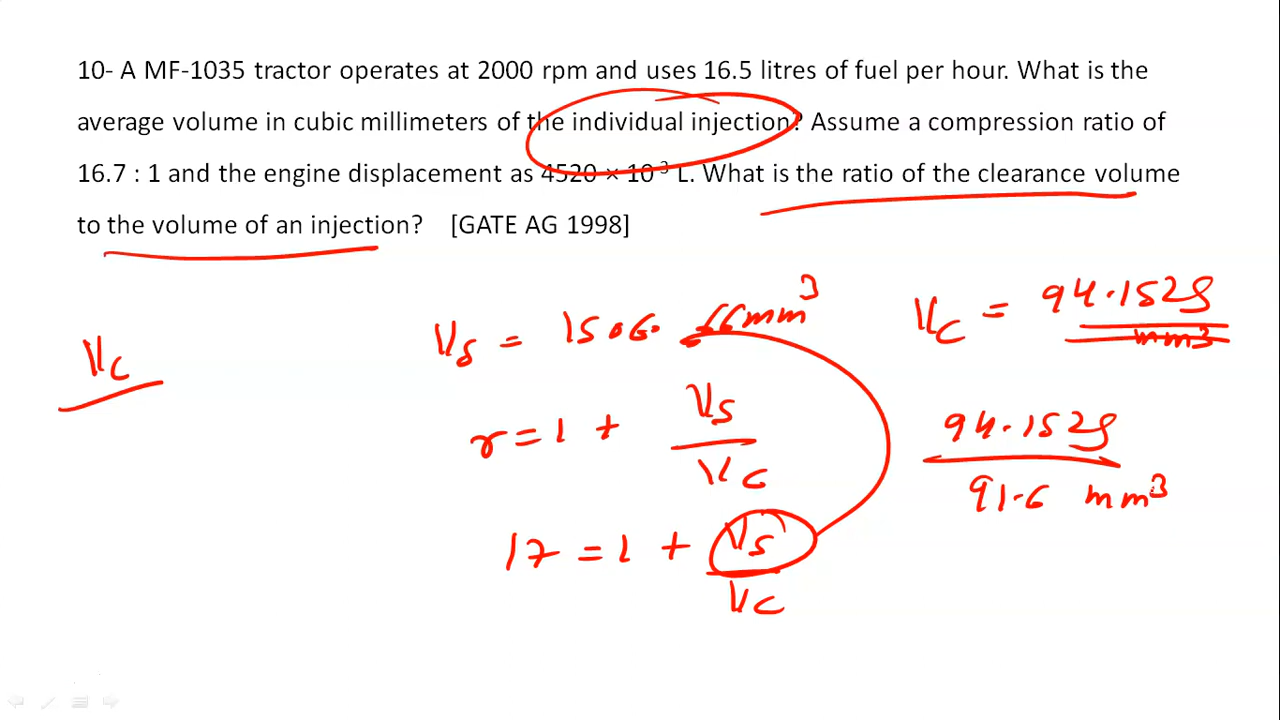 10- A MF-1035 tractor operates at 2000 rpm and uses 16.5 litres of fuel per hour. What is the
average volume in cubic millimeters of the individual injection? Assume a compression ratio of
16.7 : 1 and the engine displacement as 4520 × 10⁻³ L. What is the ratio of the clearance volume
to the volume of an injection? [GATE AG 1998]
Vc
Vs = 1506.66mm³
r = 1 + Vs
Vc
17 = 1 + Vs
Vc
Vc = 94.1529
mm³
94.1529
91.6 mm³